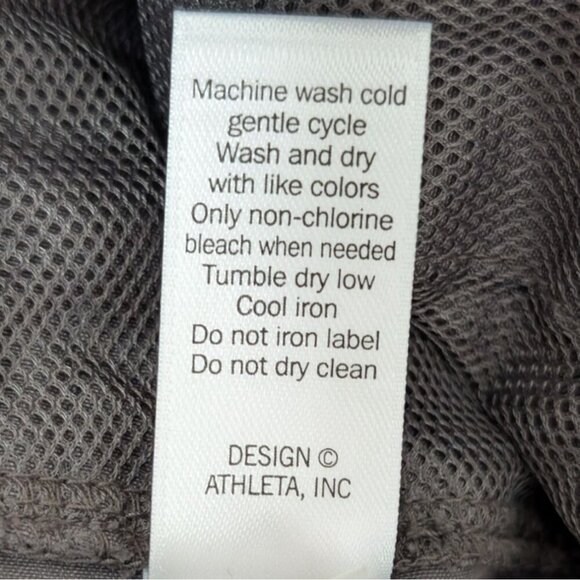 Machine wash cold
gentle cycle
Wash and dry
with like colors
Only non-chlorine
bleach when needed
Tumble dry low
Cool iron
Do not iron label
Do not dry clean
DESIGN ©
ATHLETA, INC